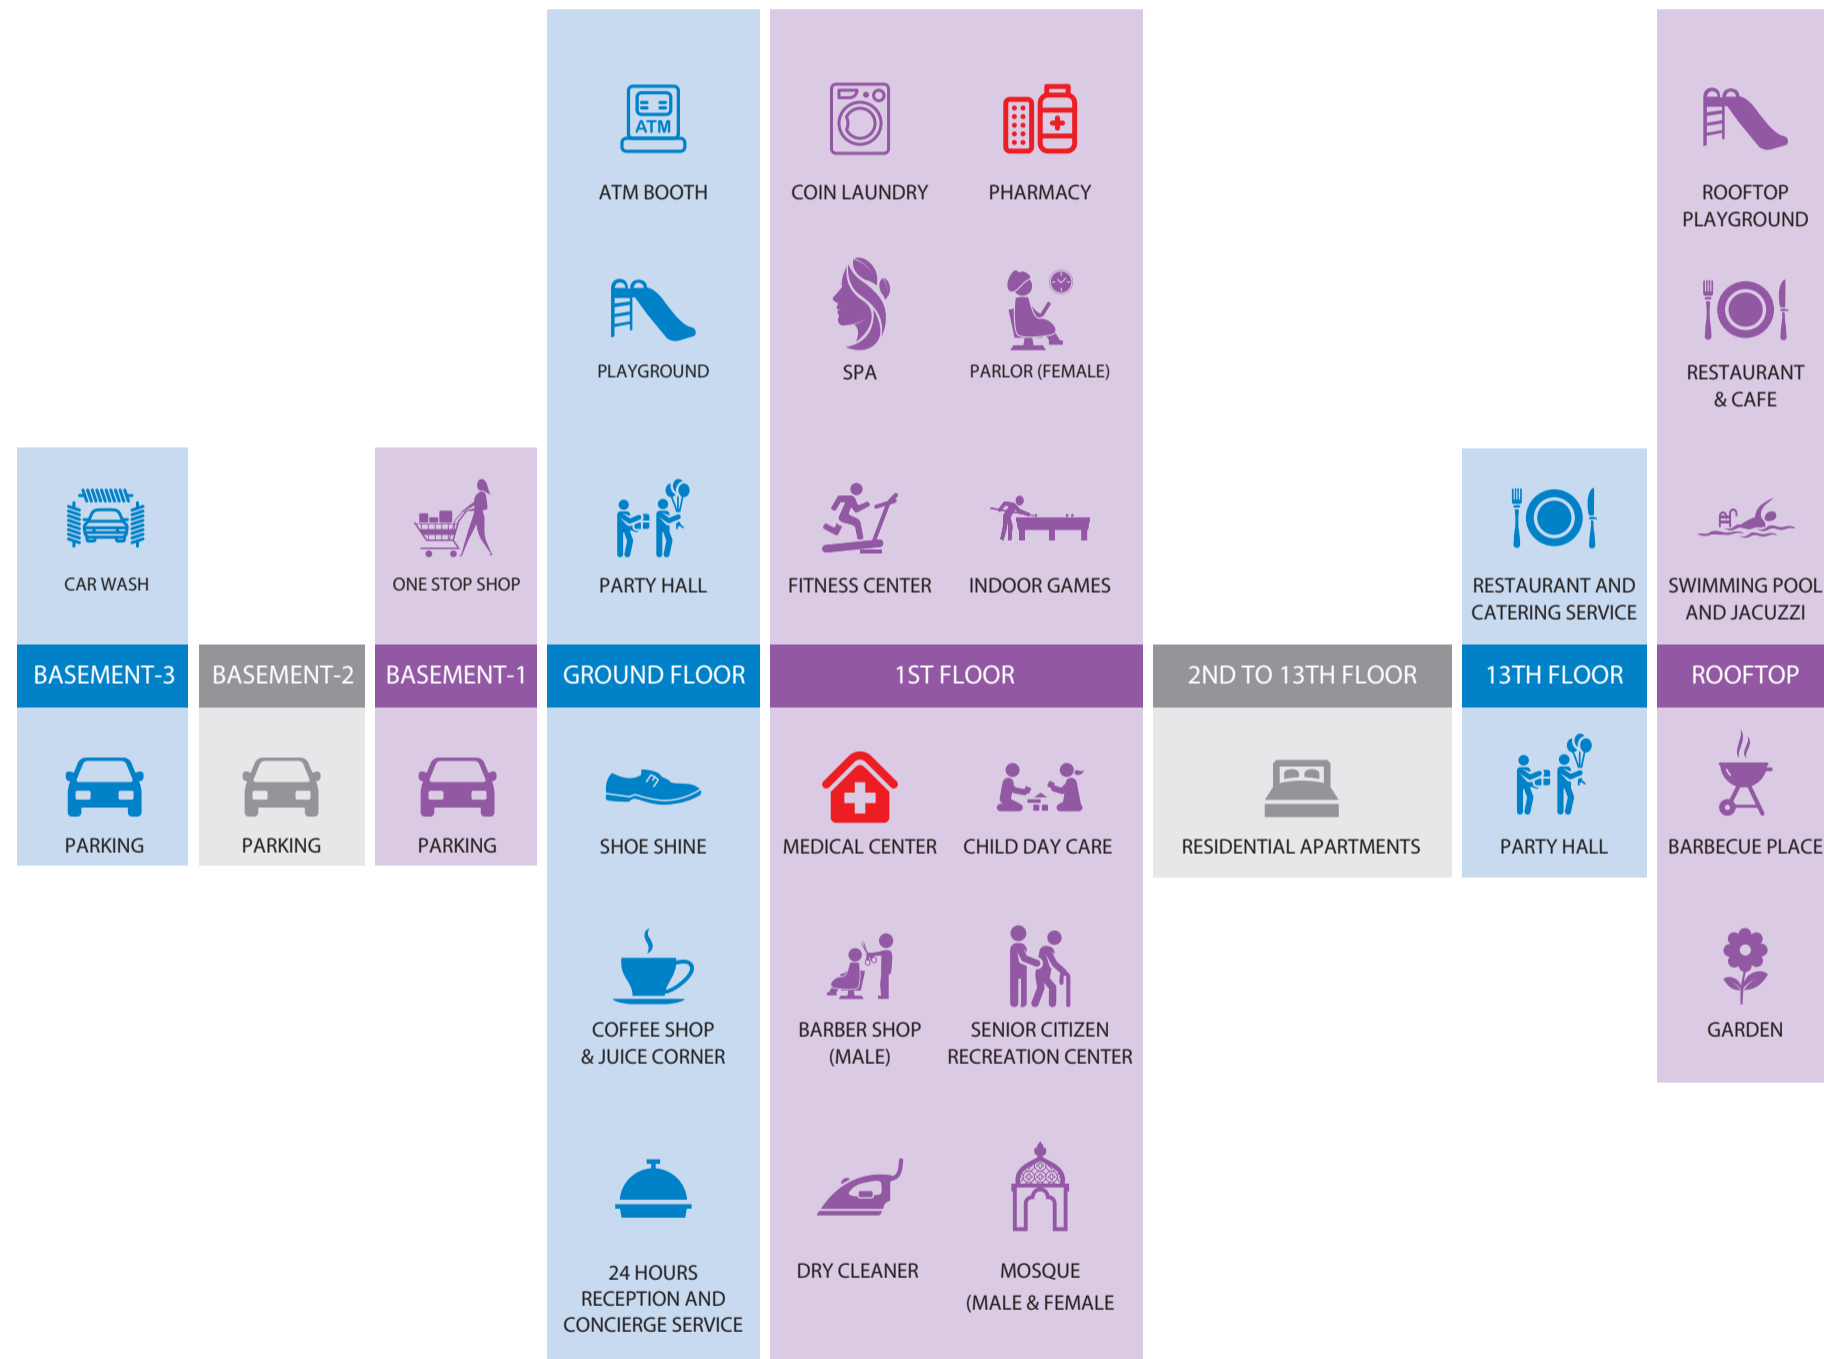 ATM
ATM BOOTH
PLAYGROUND
PARTY HALL
COIN LAUNDRY
PHARMACY
SPA
PARLOR (FEMALE)
FITNESS CENTER
INDOOR GAMES
ROOFTOP
PLAYGROUND
RESTAURANT
& CAFE
CAR WASH
ONE STOP SHOP
RESTAURANT AND
CATERING SERVICE
SWIMMING POOL
AND JACUZZI
BASEMENT-3
BASEMENT-2
BASEMENT-1
GROUND FLOOR
1ST FLOOR
2ND TO 13TH FLOOR
13TH FLOOR
ROOFTOP
PARKING
PARKING
PARKING
SHOE SHINE
MEDICAL CENTER
CHILD DAY CARE
RESIDENTIAL APARTMENTS
PARTY HALL
BARBECUE PLACE
COFFEE SHOP
& JUICE CORNER
BARBER SHOP
(MALE)
SENIOR CITIZEN
RECREATION CENTER
GARDEN
24 HOURS
RECEPTION AND
CONCIERGE SERVICE
DRY CLEANER
MOSQUE
(MALE & FEMALE